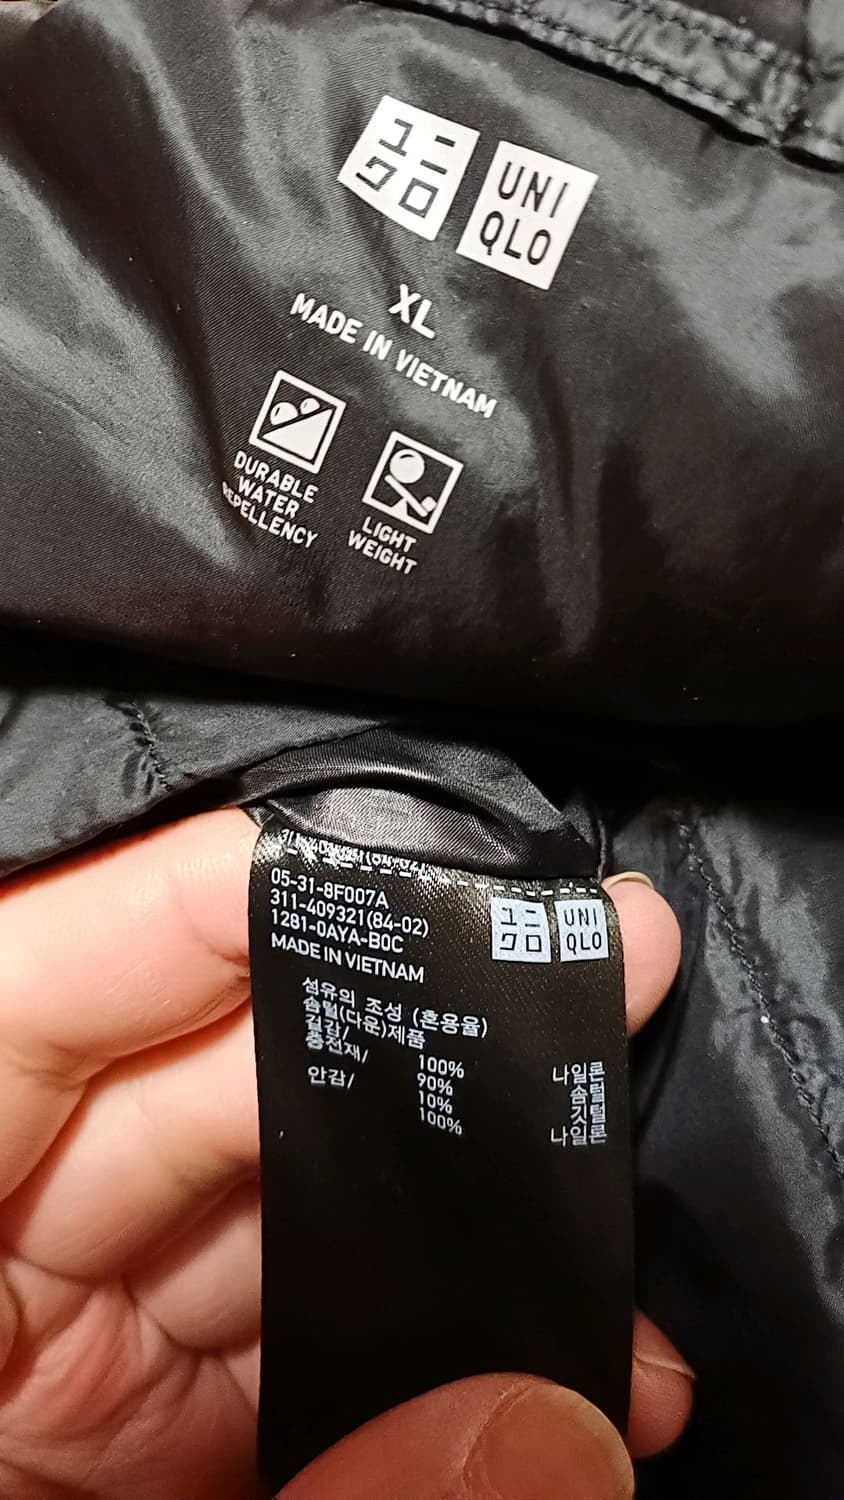 ユニ
クロ
UNI
QLO
XL
MADE IN VIETNAM
DURABLE
WATER
REPELLENCY
LIGHT
WEIGHT
05-31-8F007A
311-409321(84-02)
1281-0AYA-B0C
MADE IN VIETNAM
ユニ
クロ
UNI
QLO
섬유의 조성 (혼용율)
솜털(다운)제품
겉감/ 100% 나일론
충전재/ 90% 솜털
10% 깃털
안감/ 100% 나일론